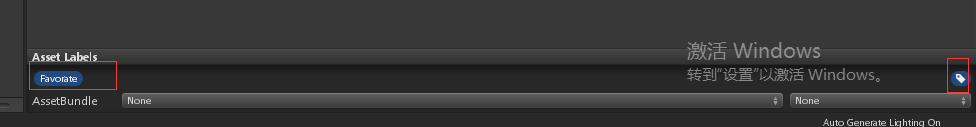 Asset Labels
激活 Windows
Favorate
转到"设置"以激活 Windows。
AssetBundle None None
Auto Generate Lighting On